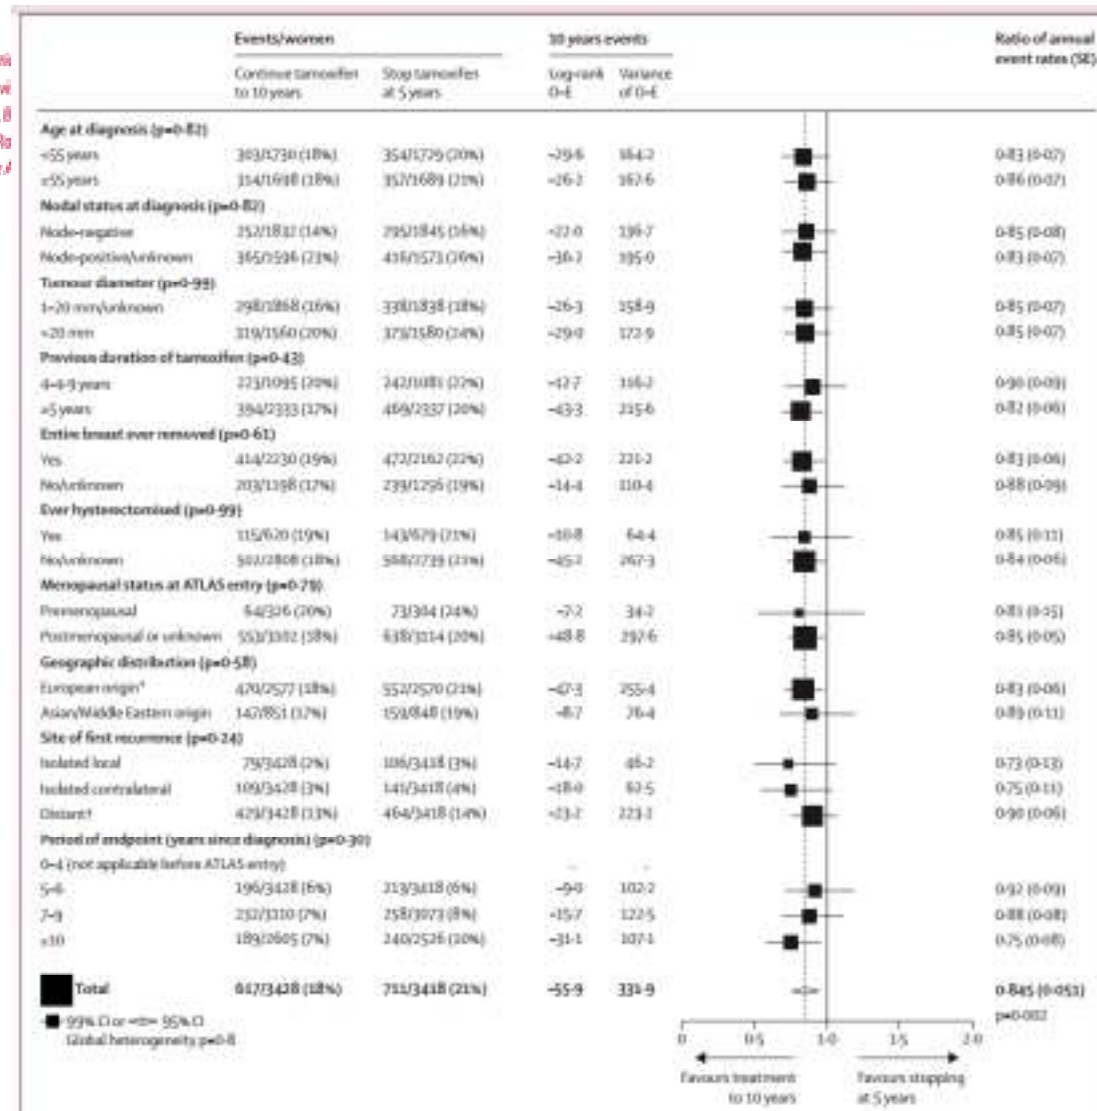 Events/women 10 years events Ratio of annual
event rates (SE)
Continue tamoxifen Stop tamoxifen Log-rank Variance
to 10 years at 5 years O–E of O–E
Age at diagnosis (p=0·82)
<55 years 303/1730 (18%) 354/1729 (20%) –29·6 164·2 0·83 (0·07)
≥55 years 314/1698 (18%) 357/1689 (21%) –26·2 167·6 0·86 (0·07)
Nodal status at diagnosis (p=0·82)
Node-negative 252/1832 (14%) 295/1845 (16%) –22·0 136·7 0·85 (0·08)
Node-positive/unknown 365/1596 (23%) 416/1573 (26%) –36·2 195·0 0·83 (0·07)
Tumour diameter (p=0·99)
1–20 mm/unknown 298/1868 (16%) 338/1838 (18%) –26·3 158·9 0·85 (0·07)
>20 mm 319/1560 (20%) 373/1580 (24%) –29·0 172·9 0·85 (0·07)
Previous duration of tamoxifen (p=0·43)
4–4·9 years 223/1095 (20%) 242/1081 (22%) –12·7 116·2 0·90 (0·09)
≥5 years 394/2333 (17%) 469/2337 (20%) –43·3 215·6 0·82 (0·06)
Entire breast ever removed (p=0·61)
Yes 414/2230 (19%) 472/2162 (22%) –42·2 221·2 0·83 (0·06)
No/unknown 203/1198 (17%) 239/1256 (19%) –14·4 110·4 0·88 (0·09)
Ever hysterectomised (p=0·99)
Yes 115/620 (19%) 143/679 (21%) –10·8 64·4 0·85 (0·11)
No/unknown 502/2808 (18%) 568/2739 (21%) –45·2 267·3 0·84 (0·06)
Menopausal status at ATLAS entry (p=0·79)
Premenopausal 64/326 (20%) 73/304 (24%) –7·2 34·2 0·81 (0·15)
Postmenopausal or unknown 553/3102 (18%) 638/3114 (20%) –48·8 297·6 0·85 (0·05)
Geographic distribution (p=0·58)
European origin* 470/2577 (18%) 552/2570 (21%) –47·3 255·4 0·83 (0·06)
Asian/Middle Eastern origin 147/851 (17%) 159/848 (19%) –8·7 76·4 0·89 (0·11)
Site of first recurrence (p=0·24)
Isolated local 79/3428 (2%) 106/3418 (3%) –14·7 46·2 0·73 (0·13)
Isolated contralateral 109/3428 (3%) 141/3418 (4%) –18·0 62·5 0·75 (0·11)
Distant† 429/3428 (13%) 464/3418 (14%) –23·2 223·2 0·90 (0·06)
Period of endpoint (years since diagnosis) (p=0·30)
0–4 (not applicable before ATLAS entry) – –
5–6 196/3428 (6%) 213/3418 (6%) –9·0 102·2 0·92 (0·09)
7–9 232/3110 (7%) 258/3073 (8%) –15·7 122·5 0·88 (0·08)
≥10 189/2605 (7%) 240/2526 (10%) –31·1 107·1 0·75 (0·08)
Total 617/3428 (18%) 711/3418 (21%) –55·9 331·9 0·845 (0·051)
p=0·002
99% CI or 95% CI
Global heterogeneity p=0·8
0 0·5 1·0 1·5 2·0
Favours treatment Favours stopping
to 10 years at 5 years